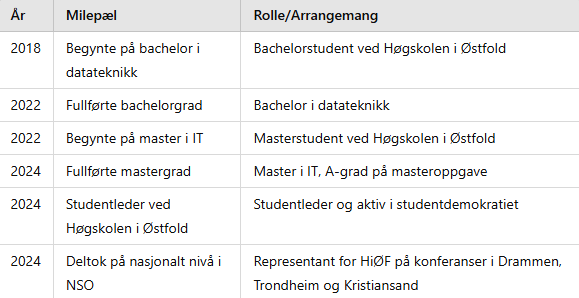 År Milepæl Rolle/Arrangemang
2018 Begynte på bachelor i datateknikk Bachelorstudent ved Høgskolen i Østfold
2022 Fullførte bachelorgrad Bachelor i datateknikk
2022 Begynte på master i IT Masterstudent ved Høgskolen i Østfold
2024 Fullførte mastergrad Master i IT, A-grad på masteroppgave
2024 Studentleder ved Høgskolen i Østfold Studentleder og aktiv i studentdemokratiet
2024 Deltok på nasjonalt nivå i NSO Representant for HiØF på konferanser i Drammen, Trondheim og Kristiansand